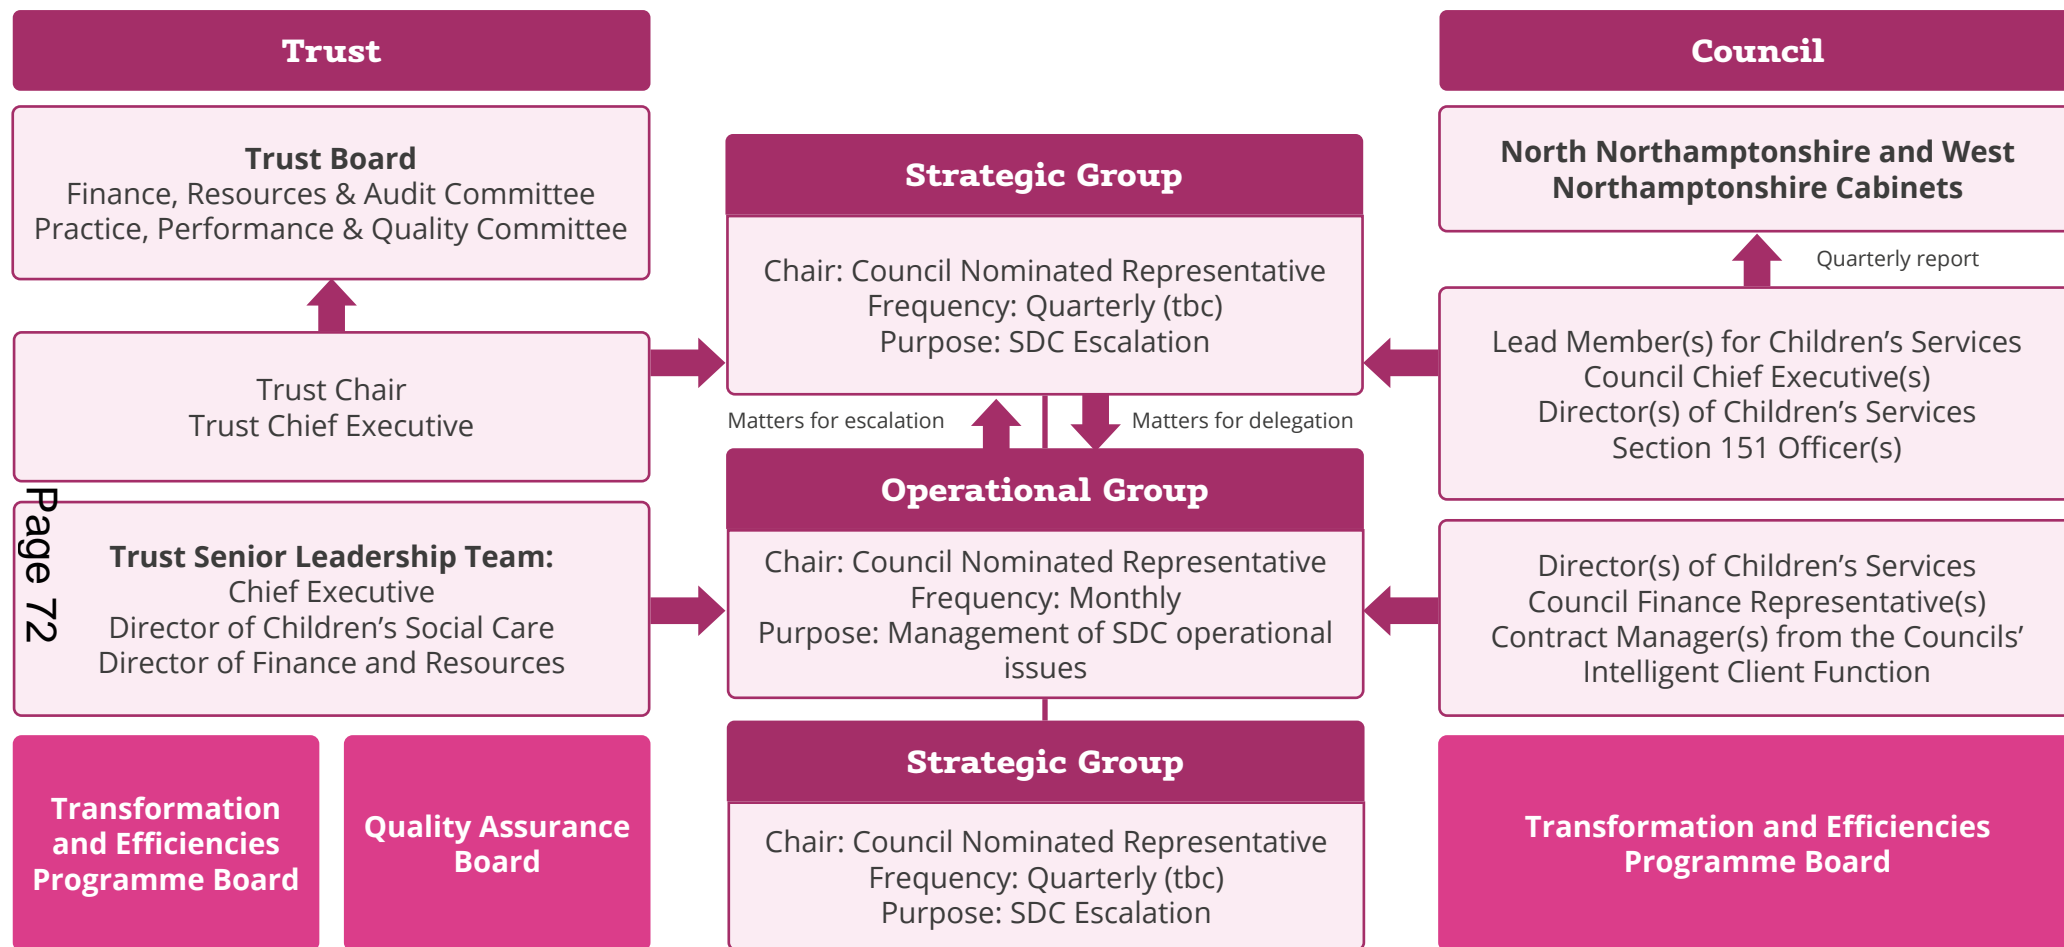 Trust
Trust Board
Finance, Resources & Audit Committee
Practice, Performance & Quality Committee
Trust Chair
Trust Chief Executive
Page 72
Trust Senior Leadership Team:
Chief Executive
Director of Children’s Social Care
Director of Finance and Resources
Transformation
and Efficiencies
Programme Board
Quality Assurance
Board
Strategic Group
Chair: Council Nominated Representative
Frequency: Quarterly (tbc)
Purpose: SDC Escalation
Matters for escalation
Matters for delegation
Operational Group
Chair: Council Nominated Representative
Frequency: Monthly
Purpose: Management of SDC operational
issues
Strategic Group
Chair: Council Nominated Representative
Frequency: Quarterly (tbc)
Purpose: SDC Escalation
Council
North Northamptonshire and West
Northamptonshire Cabinets
Quarterly report
Lead Member(s) for Children’s Services
Council Chief Executive(s)
Director(s) of Children’s Services
Section 151 Officer(s)
Director(s) of Children’s Services
Council Finance Representative(s)
Contract Manager(s) from the Councils’
Intelligent Client Function
Transformation and Efficiencies
Programme Board